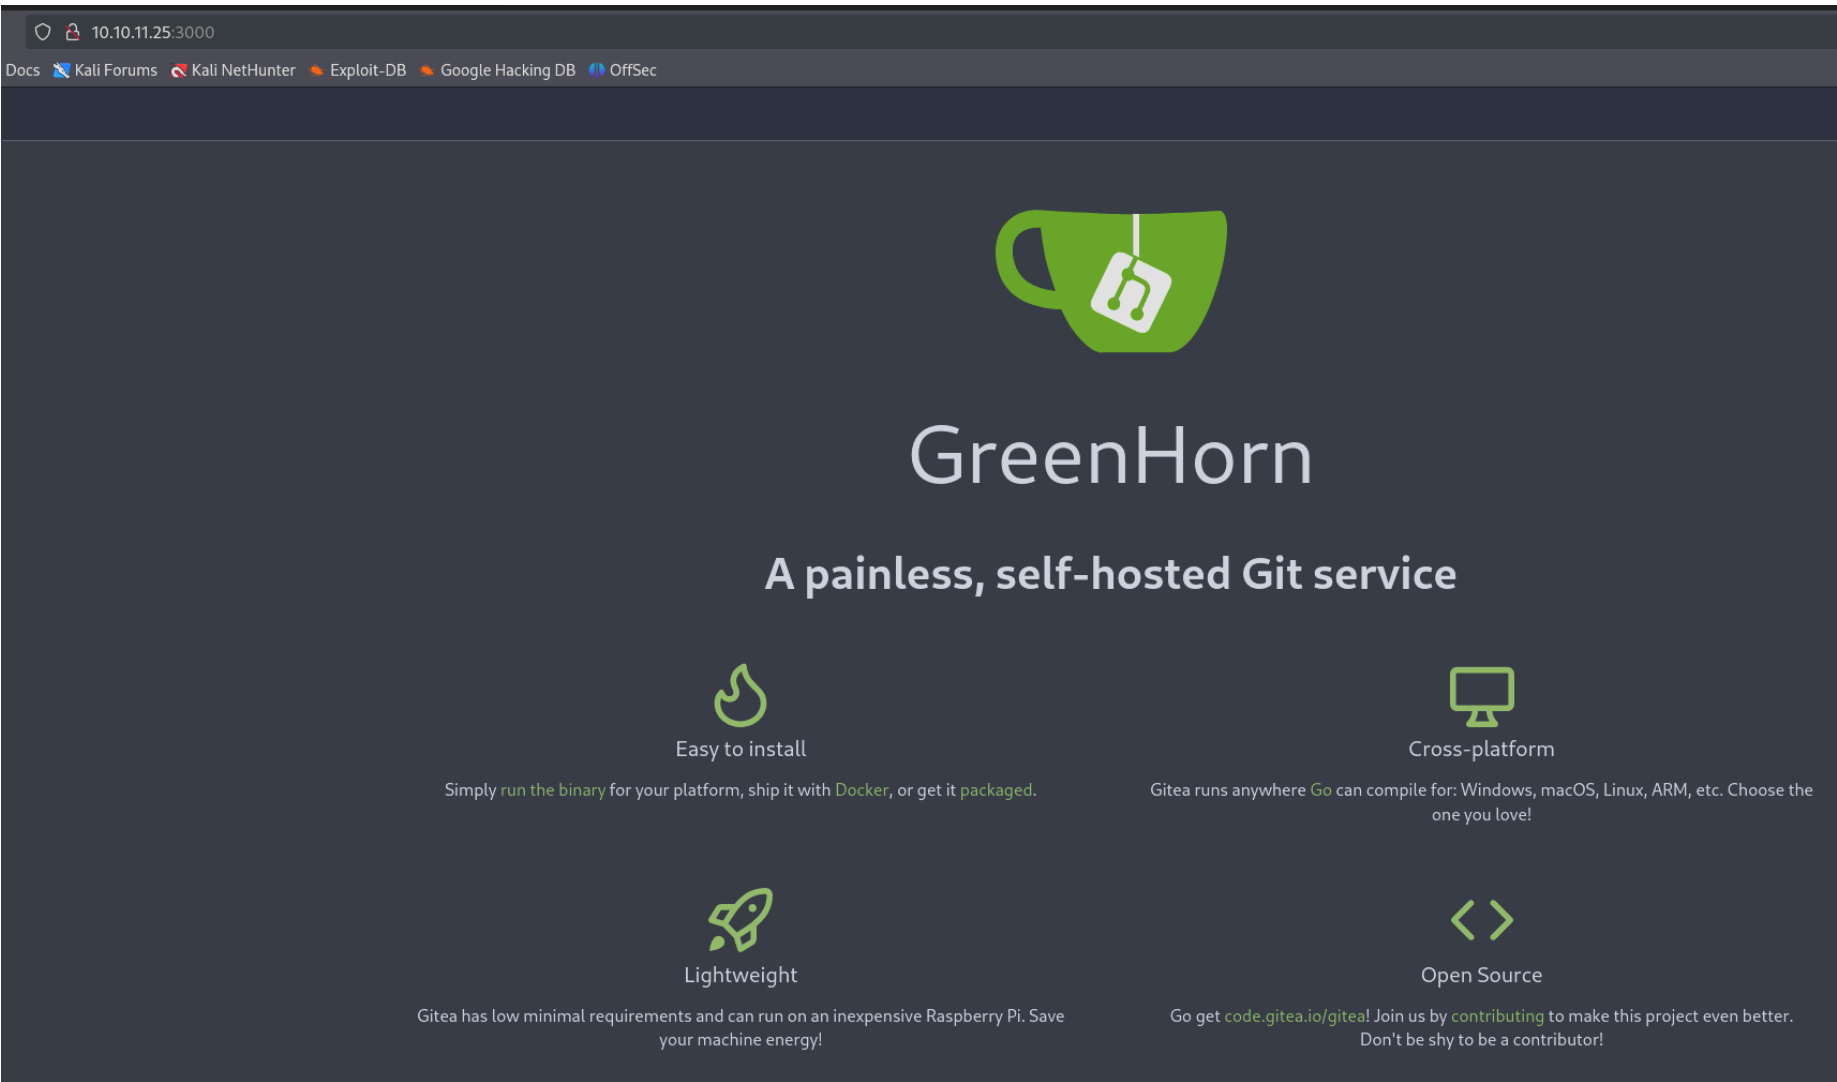 10.10.11.25:3000
Docs Kali Forums Kali NetHunter Exploit-DB Google Hacking DB OffSec
GreenHorn
A painless, self-hosted Git service
Easy to install
Simply run the binary for your platform, ship it with Docker, or get it packaged.
Cross-platform
Gitea runs anywhere Go can compile for: Windows, macOS, Linux, ARM, etc. Choose the
one you love!
Lightweight
Gitea has low minimal requirements and can run on an inexpensive Raspberry Pi. Save
your machine energy!
Open Source
Go get code.gitea.io/gitea! Join us by contributing to make this project even better.
Don't be shy to be a contributor!